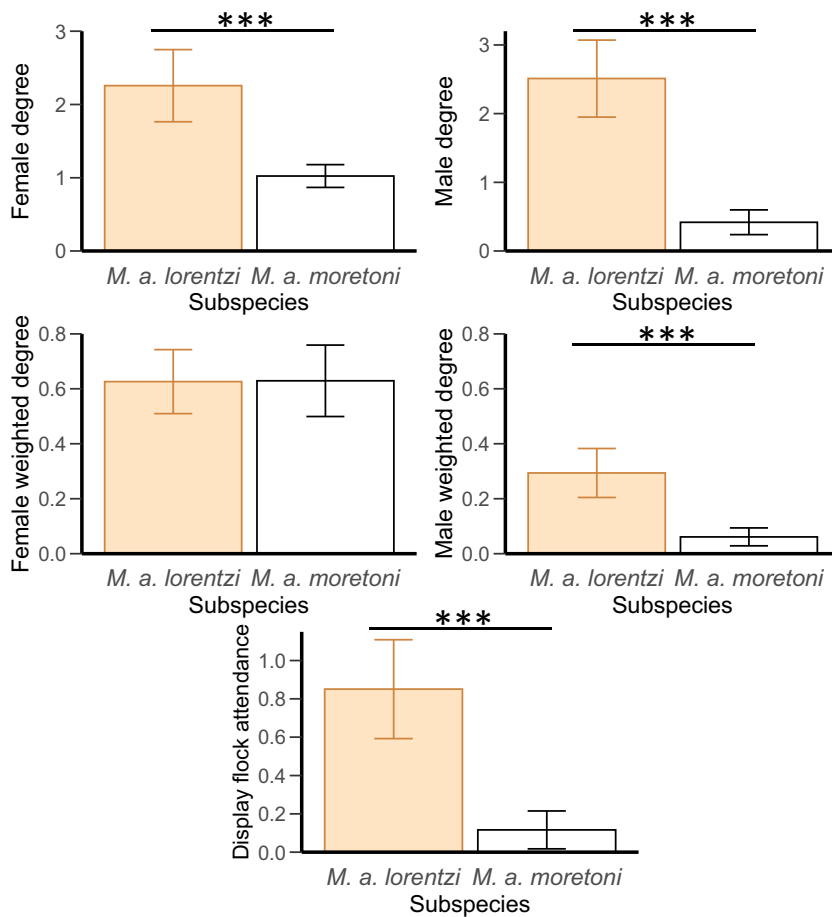 ***
3
2
1
0
Female degree
M. a. lorentzi M. a. moretoni
Subspecies
***
3
2
1
0
Male degree
M. a. lorentzi M. a. moretoni
Subspecies
0.8
0.6
0.4
0.2
0.0
Female weighted degree
M. a. lorentzi M. a. moretoni
Subspecies
***
0.8
0.6
0.4
0.2
0.0
Male weighted degree
M. a. lorentzi M. a. moretoni
Subspecies
***
1.0
0.8
0.6
0.4
0.2
0.0
Display flock attendance
M. a. lorentzi M. a. moretoni
Subspecies